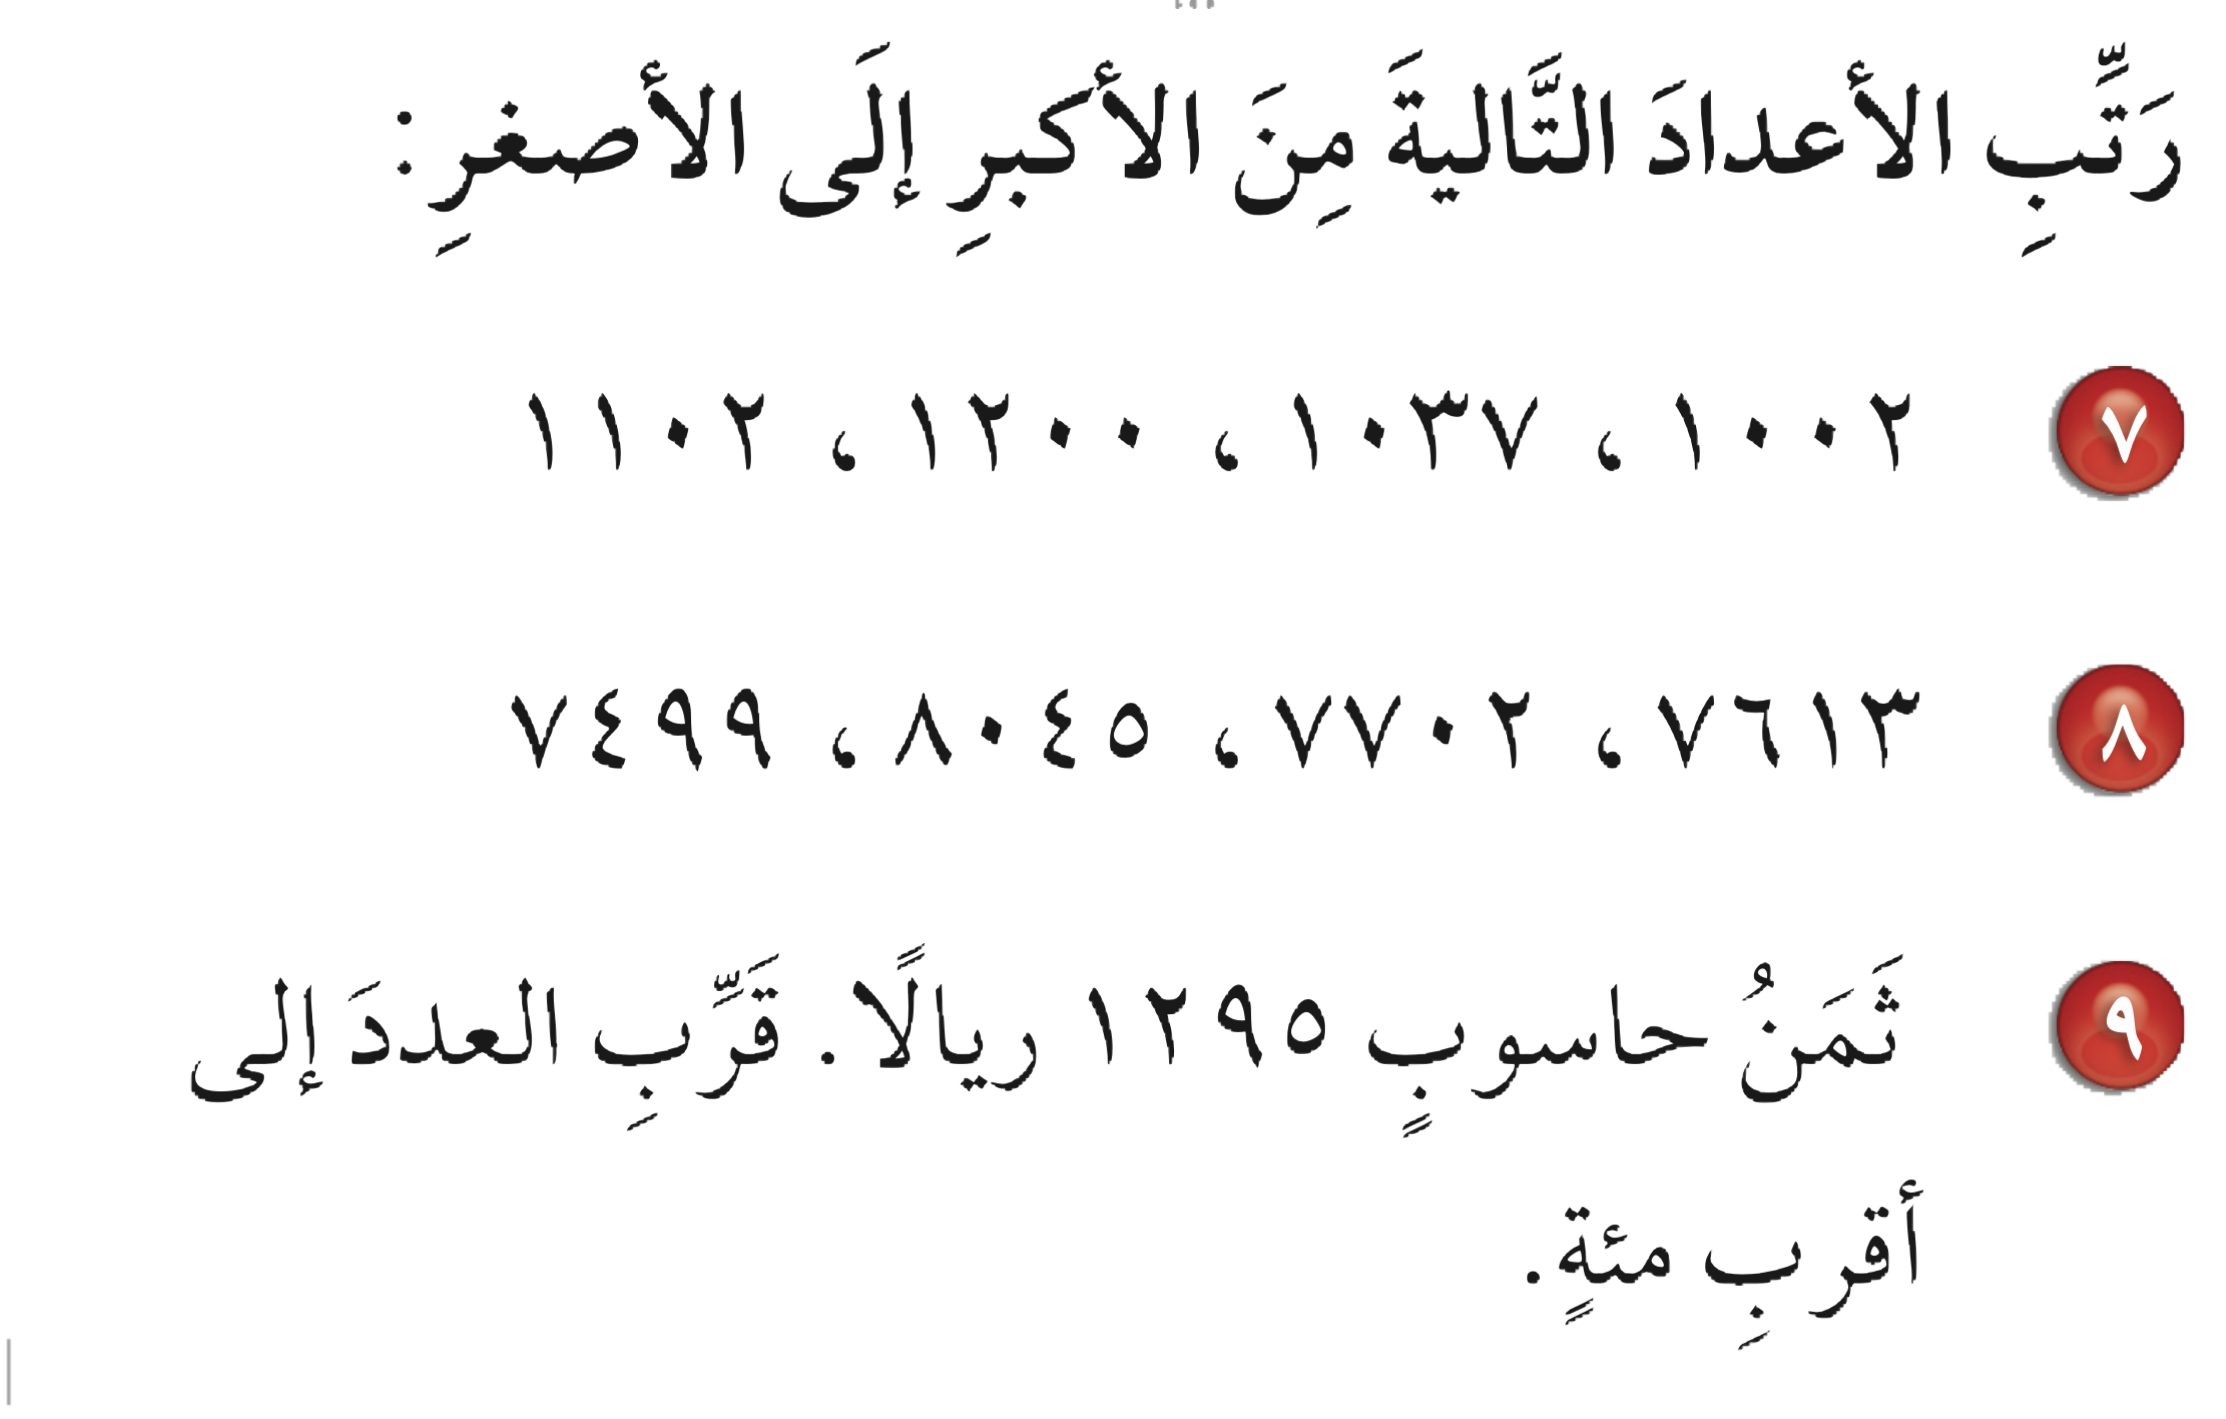 رَتِّبِ الأعدادَ التَّاليةَ مِنَ الأكبرِ إلَى الأصغرِ:
٧ ١٠٠٢ ، ١٠٣٧ ، ١٢٠٠ ، ١١٠٢
٨ ٧٦١٣ ، ٧٧٠٢ ، ٨٠٤٥ ، ٧٤٩٩
٩ ثَمَنُ حاسوبٍ ١٢٩٥ ريالًا. قَرِّبِ العددَ إلى
أقربِ مئةٍ.